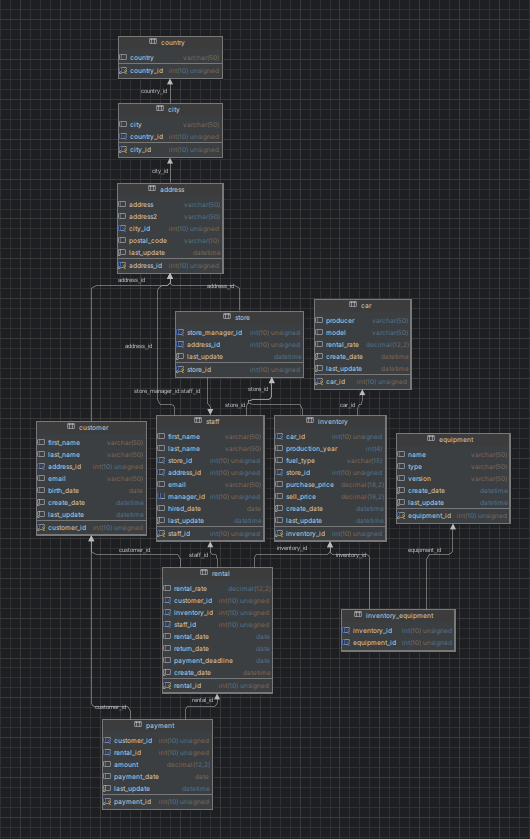 country
country varchar(50)
country_id int(10) unsigned
country_id
city
city varchar(50)
country_id int(10) unsigned
city_id int(10) unsigned
city_id
address
address varchar(50)
address2 varchar(50)
city_id int(10) unsigned
postal_code varchar(10)
last_update datetime
address_id int(10) unsigned
address_id
address_id
address_id
store
store_manager_id int(10) unsigned
address_id int(10) unsigned
last_update datetime
store_id int(10) unsigned
car
producer varchar(50)
model varchar(50)
rental_rate decimal(12,2)
create_date datetime
last_update datetime
car_id int(10) unsigned
store_manager_id:staff_id
store_id
store_id
car_id
customer
first_name varchar(50)
last_name varchar(50)
address_id int(10) unsigned
email varchar(50)
birth_date date
create_date datetime
last_update datetime
customer_id int(10) unsigned
staff
first_name varchar(50)
last_name varchar(50)
store_id int(10) unsigned
address_id int(10) unsigned
email varchar(50)
manager_id int(10) unsigned
hired_date date
last_update datetime
staff_id int(10) unsigned
inventory
car_id int(10) unsigned
production_year int(4)
fuel_type varchar(15)
store_id int(10) unsigned
purchase_price decimal(18,2)
sell_price decimal(18,2)
create_date datetime
last_update datetime
inventory_id int(10) unsigned
equipment
name varchar(50)
type varchar(50)
version varchar(50)
create_date datetime
last_update datetime
equipment_id int(10) unsigned
customer_id
staff_id
inventory_id
inventory_id
equipment_id
rental
rental_rate decimal(12,2)
customer_id int(10) unsigned
inventory_id int(10) unsigned
staff_id int(10) unsigned
rental_date date
return_date date
payment_deadline date
create_date datetime
rental_id int(10) unsigned
inventory_equipment
inventory_id int(10) unsigned
equipment_id int(10) unsigned
rental_id
customer_id
payment
customer_id int(10) unsigned
rental_id int(10) unsigned
amount decimal(12,2)
payment_date date
last_update datetime
payment_id int(10) unsigned